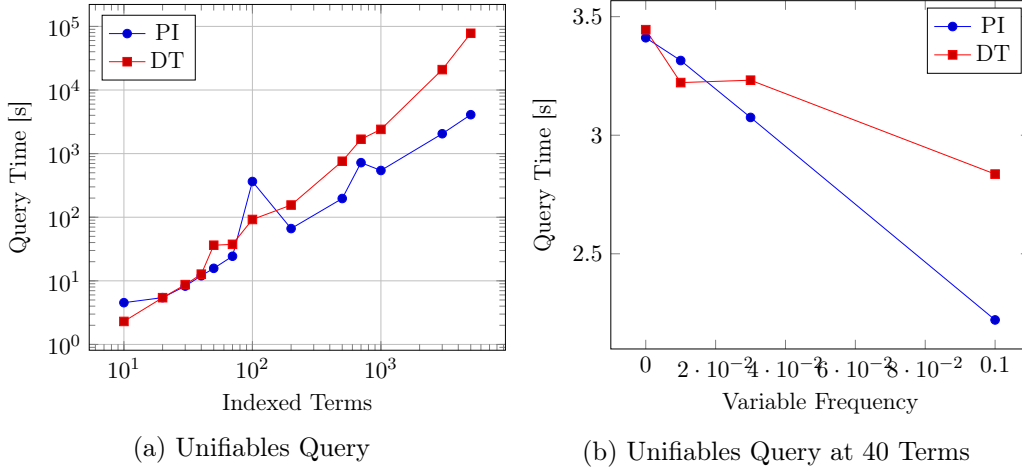 PI
DT
10^5
10^4
10^3
10^2
10^1
10^0
Query Time [s]
10^1
10^2
10^3
Indexed Terms
(a) Unifiables Query
PI
DT
3.5
3
2.5
Query Time [s]
0
2 · 10^−2
4 · 10^−2
6 · 10^−2
8 · 10^−2
0.1
Variable Frequency
(b) Unifiables Query at 40 Terms